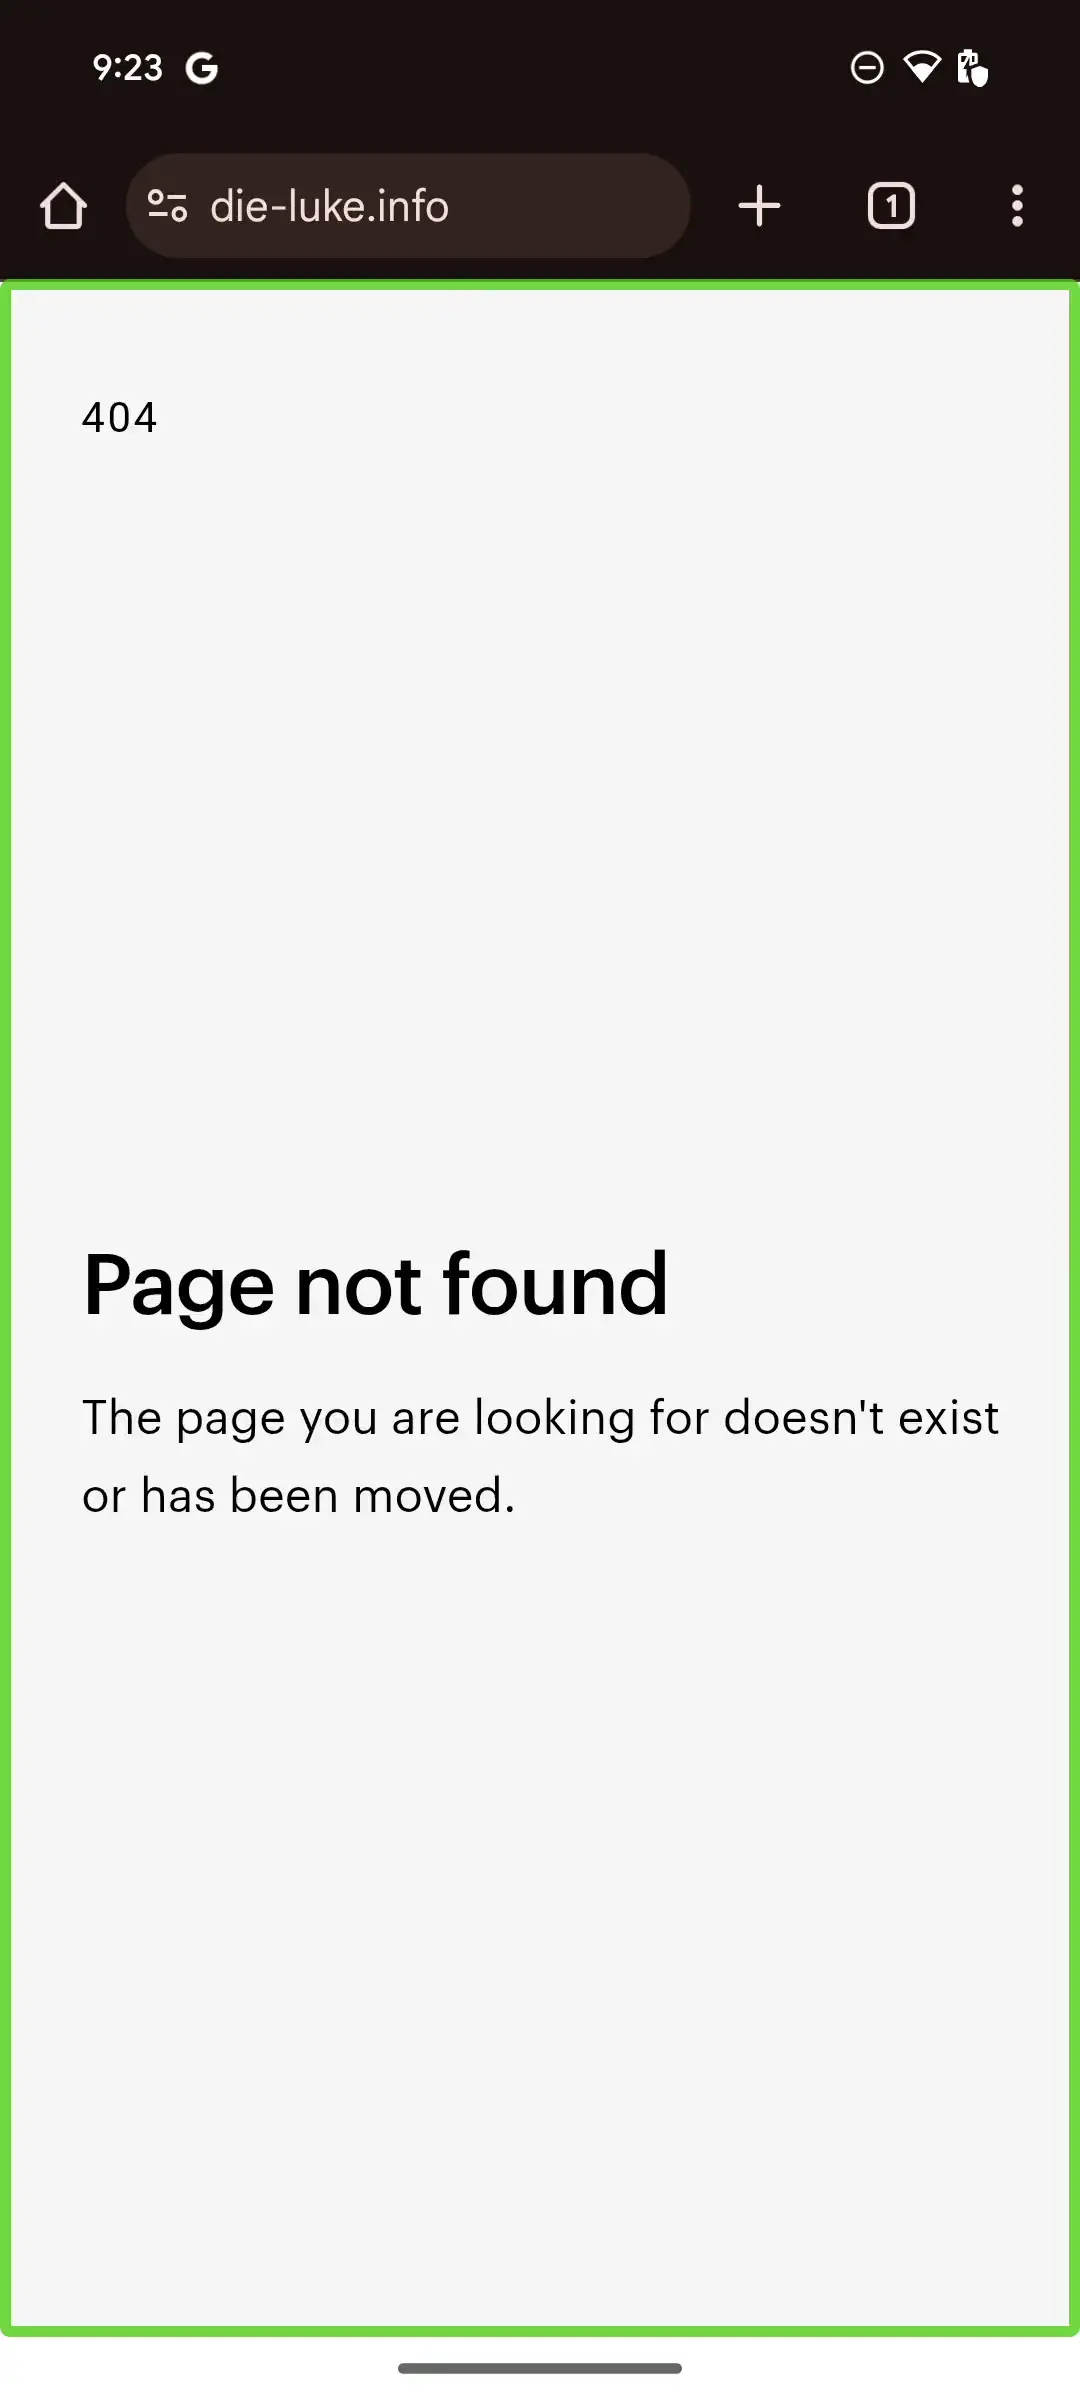 9:23
die-luke.info
1
404
Page not found
The page you are looking for doesn't exist
or has been moved.